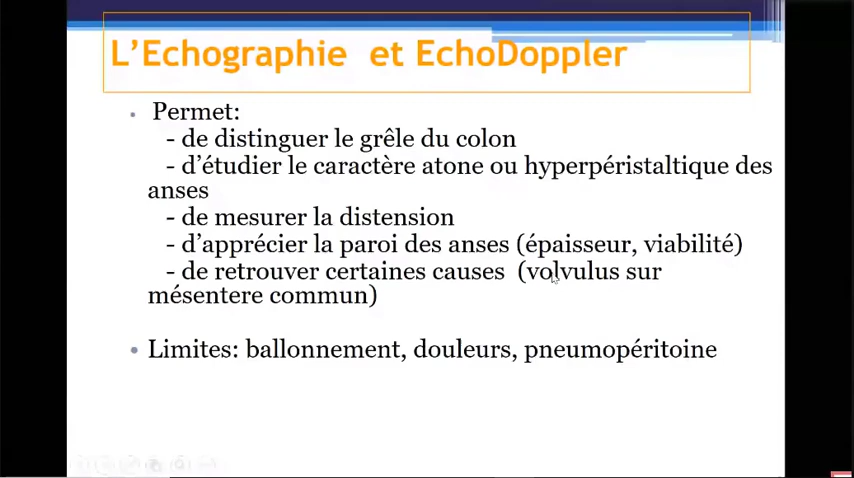 L'Echographie et EchoDoppler
• Permet:
- de distinguer le grêle du colon
- d'étudier le caractère atone ou hyperpéristaltique des
anses
- de mesurer la distension
- d'apprécier la paroi des anses (épaisseur, viabilité)
- de retrouver certaines causes (volvulus sur
mésentere commun)
• Limites: ballonnement, douleurs, pneumopéritoine